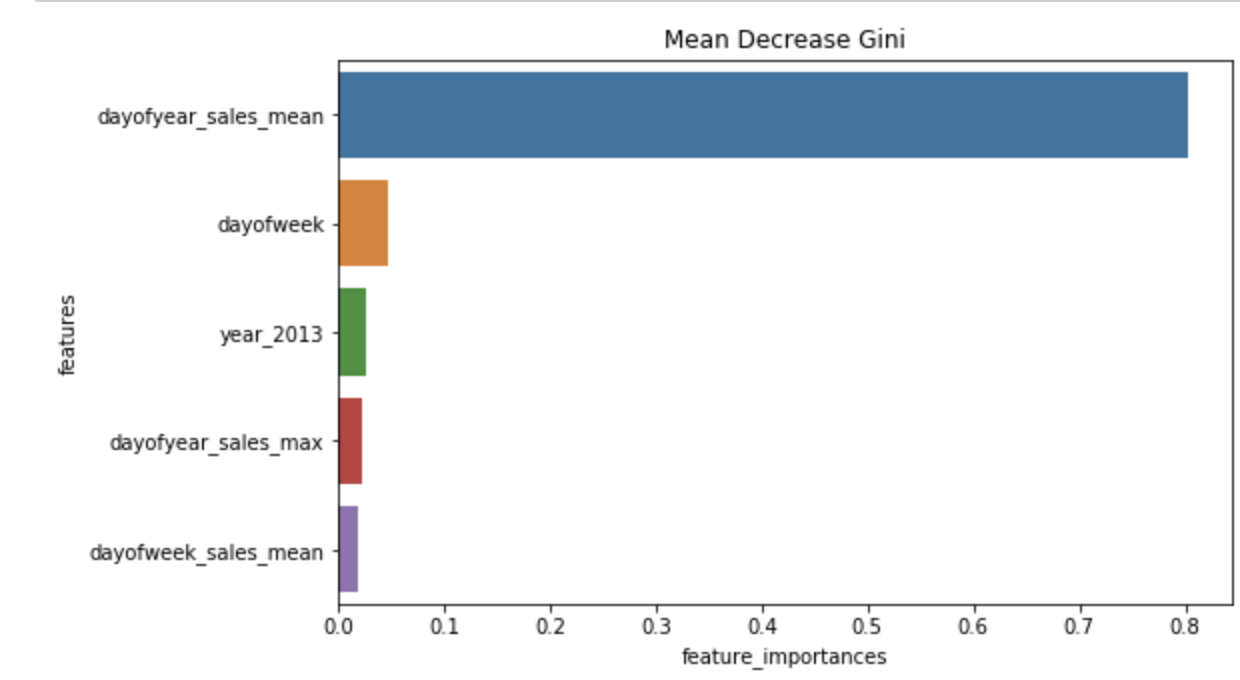 Mean Decrease Gini
dayofyear_sales_mean
dayofweek
year_2013
dayofyear_sales_max
dayofweek_sales_mean
features
0.0 0.1 0.2 0.3 0.4 0.5 0.6 0.7 0.8
feature_importances